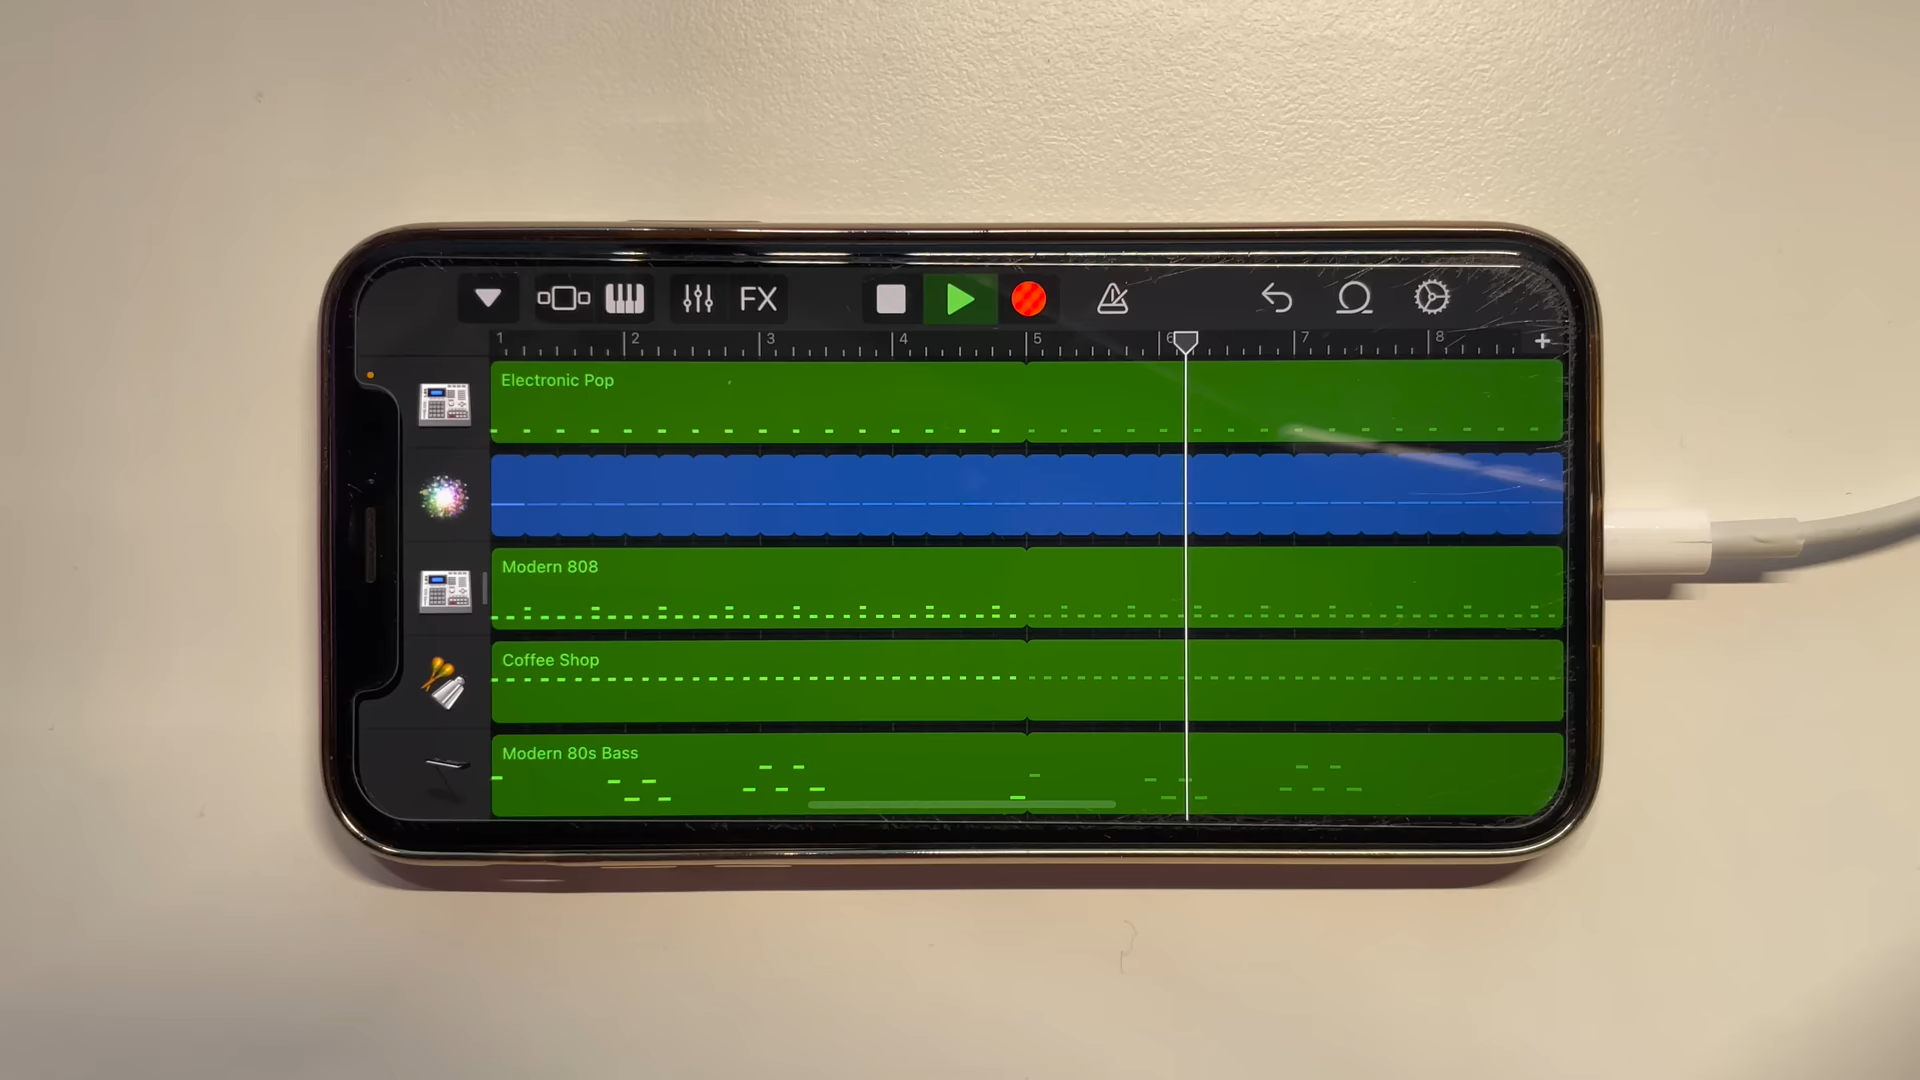 FX
1 2 3 4 5 6 7 8 +
Electronic Pop
Modern 808
Coffee Shop
Modern 80s Bass